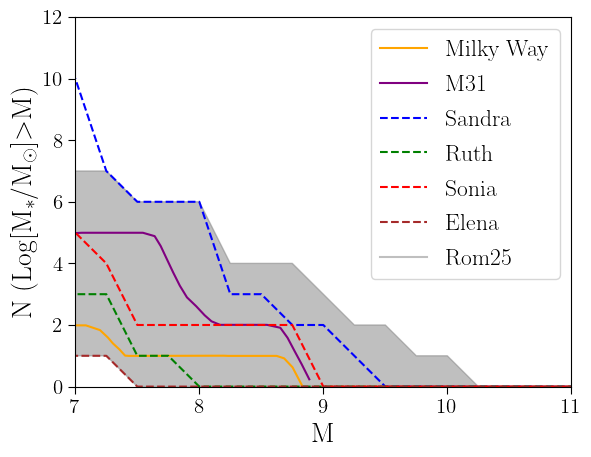 N (Log[M*/M⊙]>M)
12
10
8
6
4
2
0
7 8 9 10 11
M
Milky Way
M31
Sandra
Ruth
Sonia
Elena
Rom25